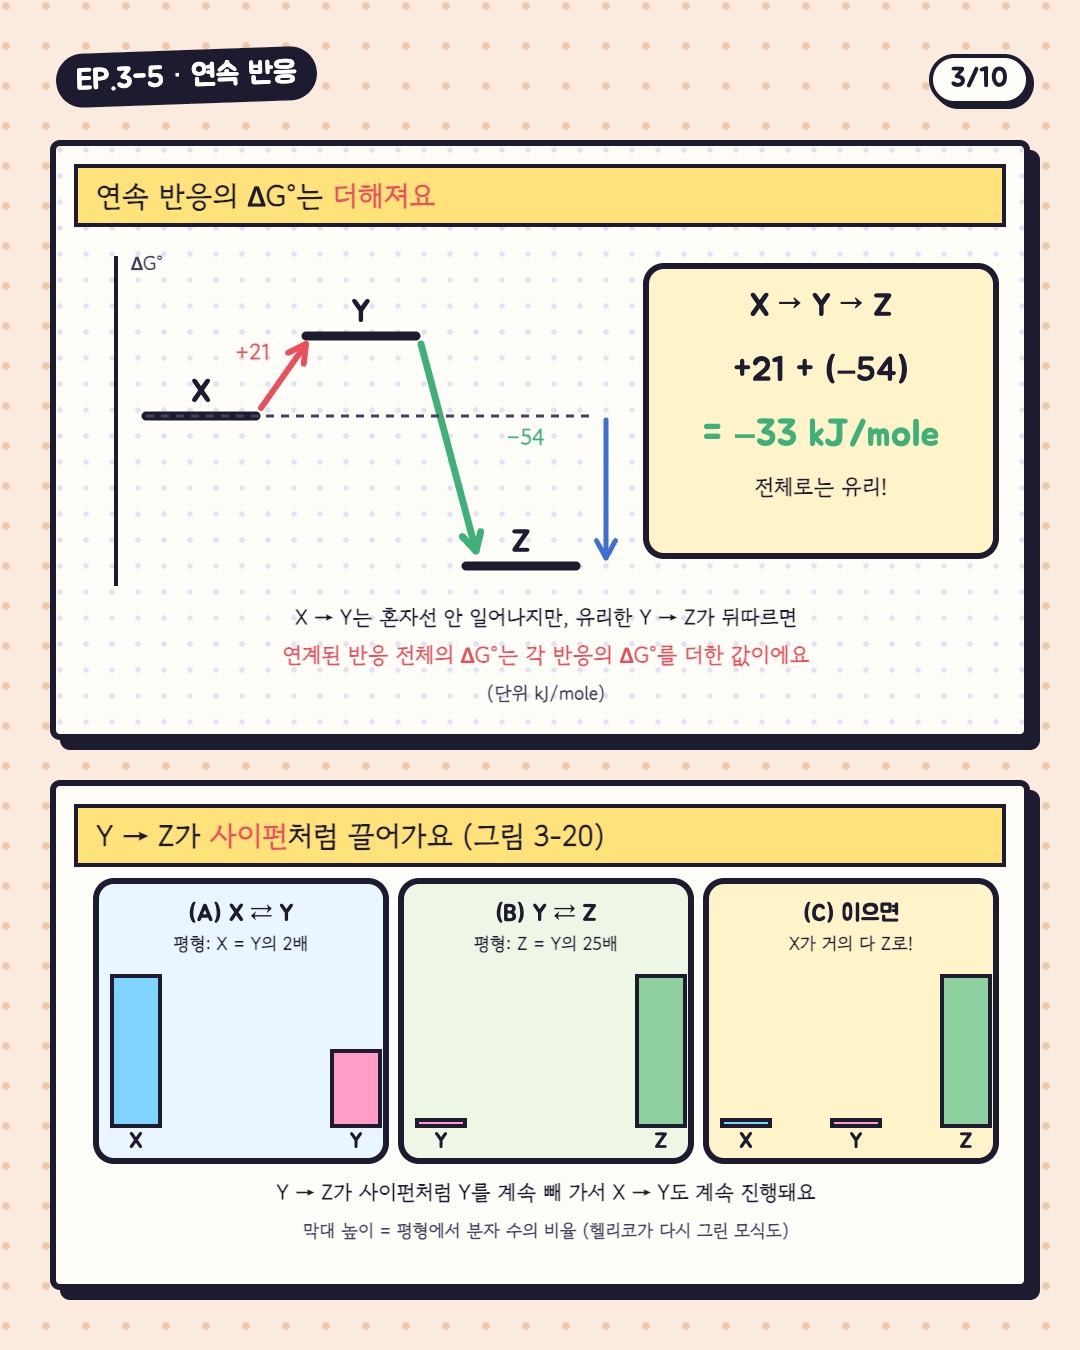 EP.3-5 · 연속 반응
3/10
연속 반응의 ΔG°는 더해져요
ΔG°
Y
+21
X
−54
Z
X → Y → Z
+21 + (−54)
= −33 kJ/mole
전체로는 유리!
X → Y는 혼자선 안 일어나지만, 유리한 Y → Z가 뒤따르면
연계된 반응 전체의 ΔG°는 각 반응의 ΔG°를 더한 값이에요
(단위 kJ/mole)
Y → Z가 사이펀처럼 끌어가요 (그림 3-20)
(A) X ⇄ Y
평형: X = Y의 2배
X
Y
(B) Y ⇄ Z
평형: Z = Y의 25배
Y
Z
(C) 이으면
X가 거의 다 Z로!
X
Y
Z
Y → Z가 사이펀처럼 Y를 계속 빼 가서 X → Y도 계속 진행돼요
막대 높이 = 평형에서 분자 수의 비율 (헬리코가 다시 그린 모식도)